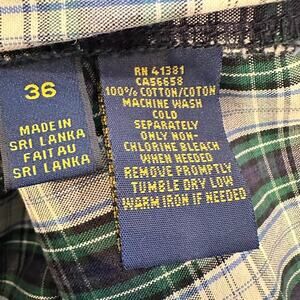 36
MADE IN
SRI LANKA
FAIT AU
SRI LANKA
RN 41381
CA56658
100% COTTON/COTON
MACHINE WASH
COLD
SEPARATELY
ONLY NON-
CHLORINE BLEACH
WHEN NEEDED
REMOVE PROMPTLY
TUMBLE DRY LOW
WARM IRON IF NEEDED